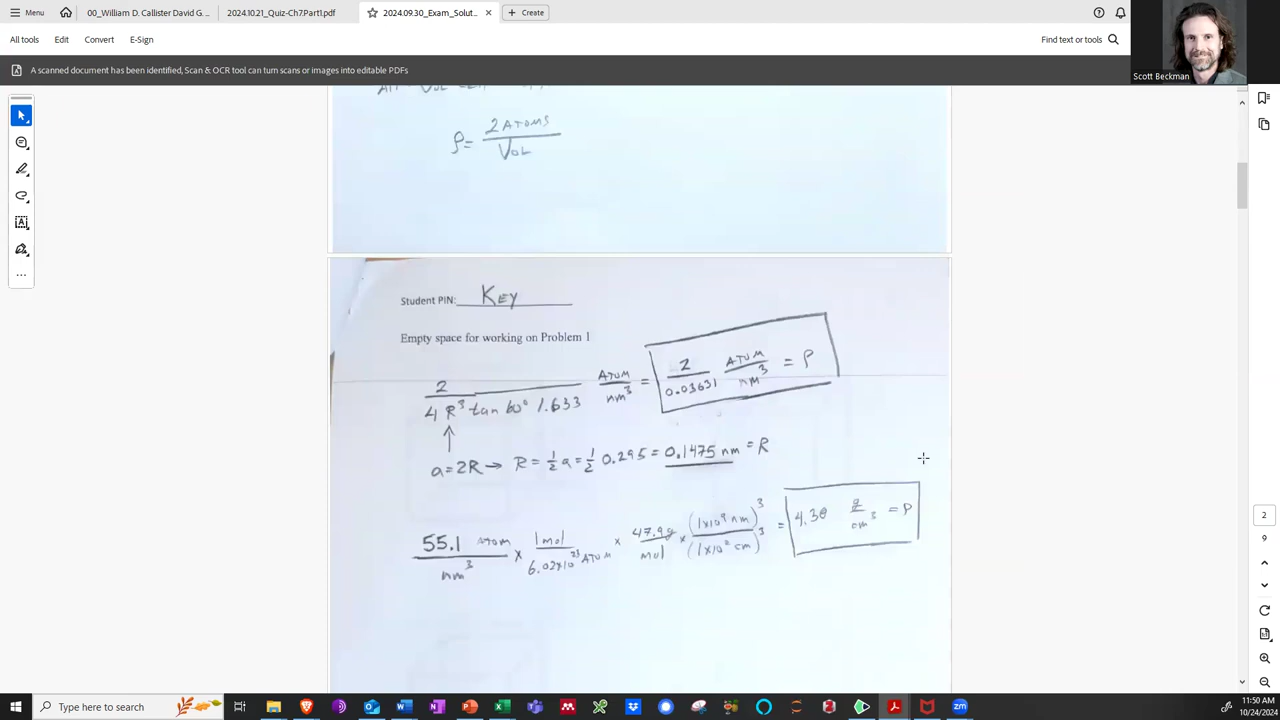 Menu
00_William D. Callister David G. ...
2024.10.21_Quiz-Ch7.Part1.pdf
2024.09.30_Exam_Solut...
Create
All tools Edit Convert E-Sign
Find text or tools
A scanned document has been identified, Scan & OCR tool can turn scans or images into editable PDFs
Scott Beckman
ρ= 2 ATOMS
VOL
Student PIN: KEY
Empty space for working on Problem 1
2 / 4 R³ tan 60° 1.633 ATOM / nm³ = 2 / 0.03631 ATOM / nm³ = ρ
a=2R → R = ½ a = ½ 0.295 = 0.1475 nm = R
55.1 ATOM / nm³ × 1 mol / 6.02×10²³ ATOM × 47.9 g / mol × (1×10⁹ nm)³ / (1×10² cm)³ = 4.38 g / cm³ = ρ
2
9
Type here to search
11:50 AM
10/24/2024